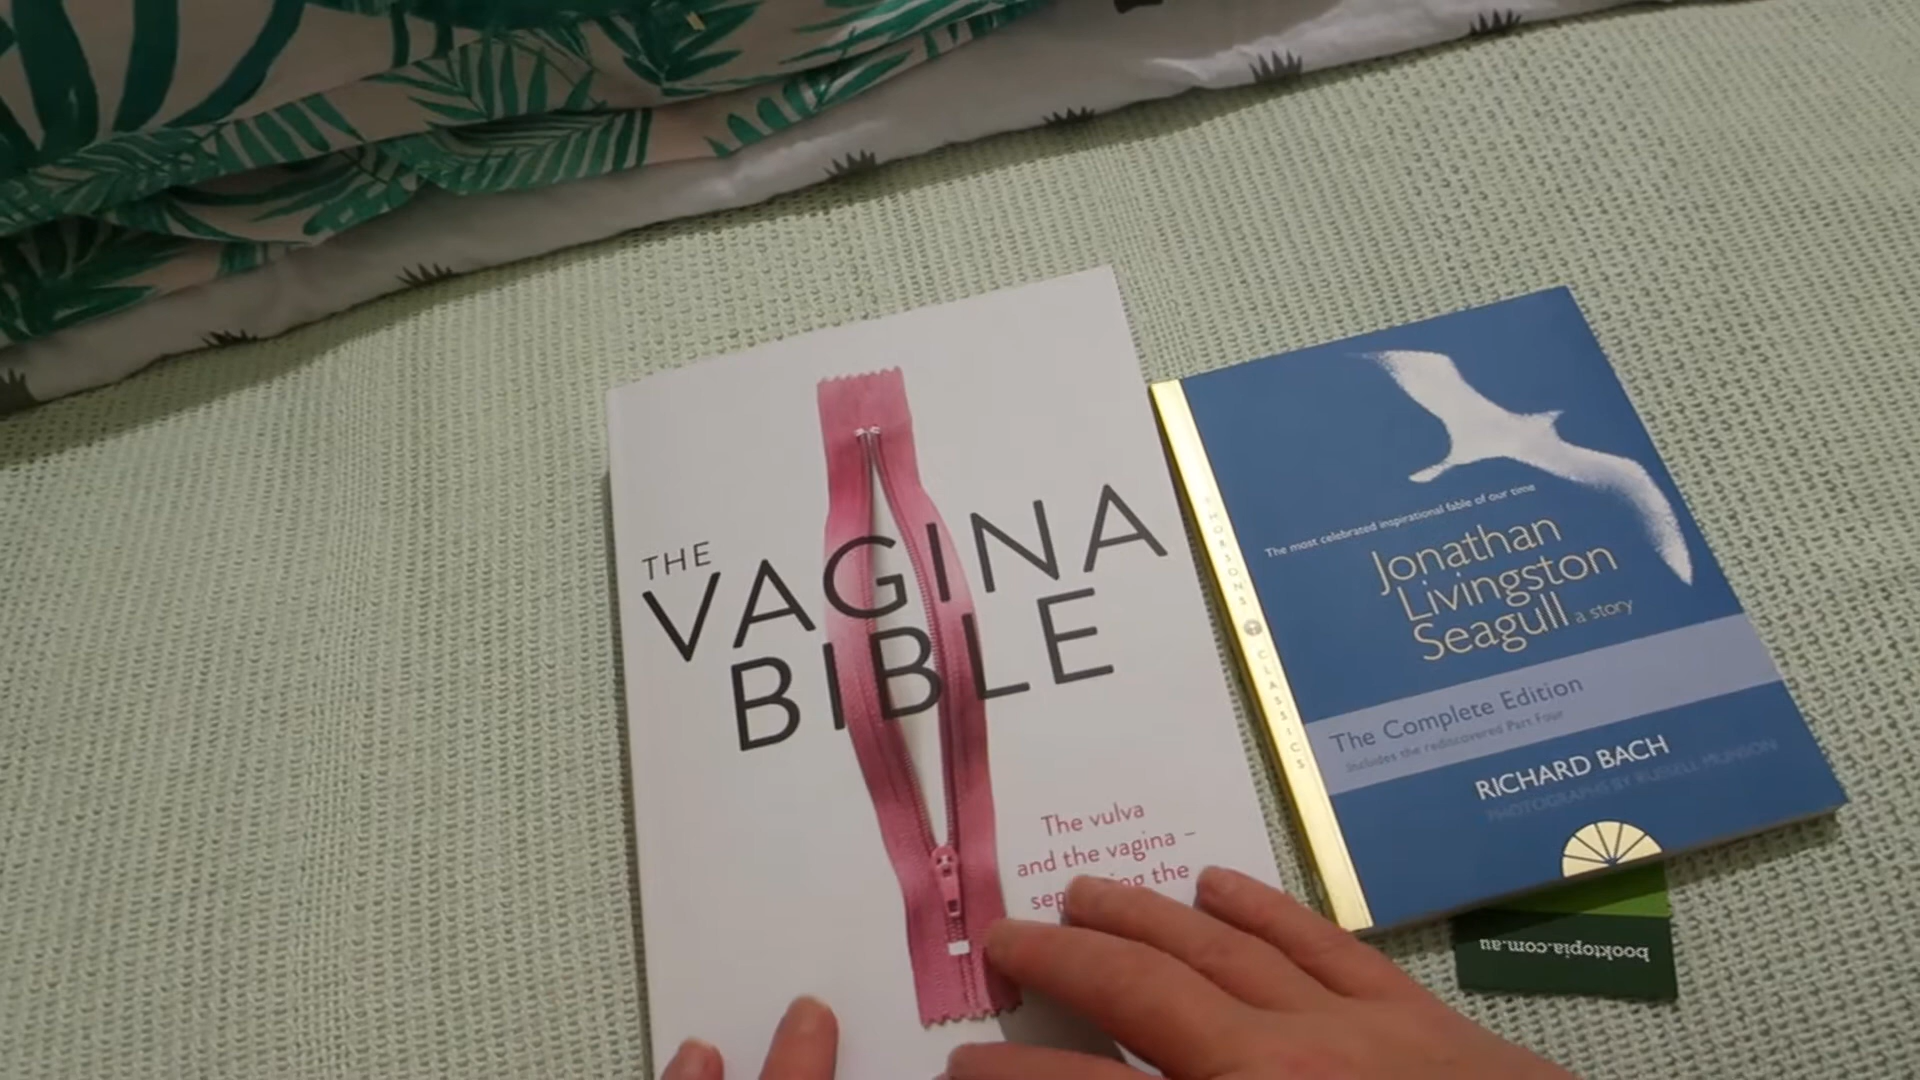 THE
VAGINA
BIBLE
The vulva
and the vagina –
the
THORSONS CLASSICS
The most celebrated inspirational fable of our time
Jonathan
Livingston
Seagull a story
The Complete Edition
Includes the rediscovered Part Four
RICHARD BACH
PHOTOGRAPHS BY RUSSELL MUNSON
booktopia.com.au